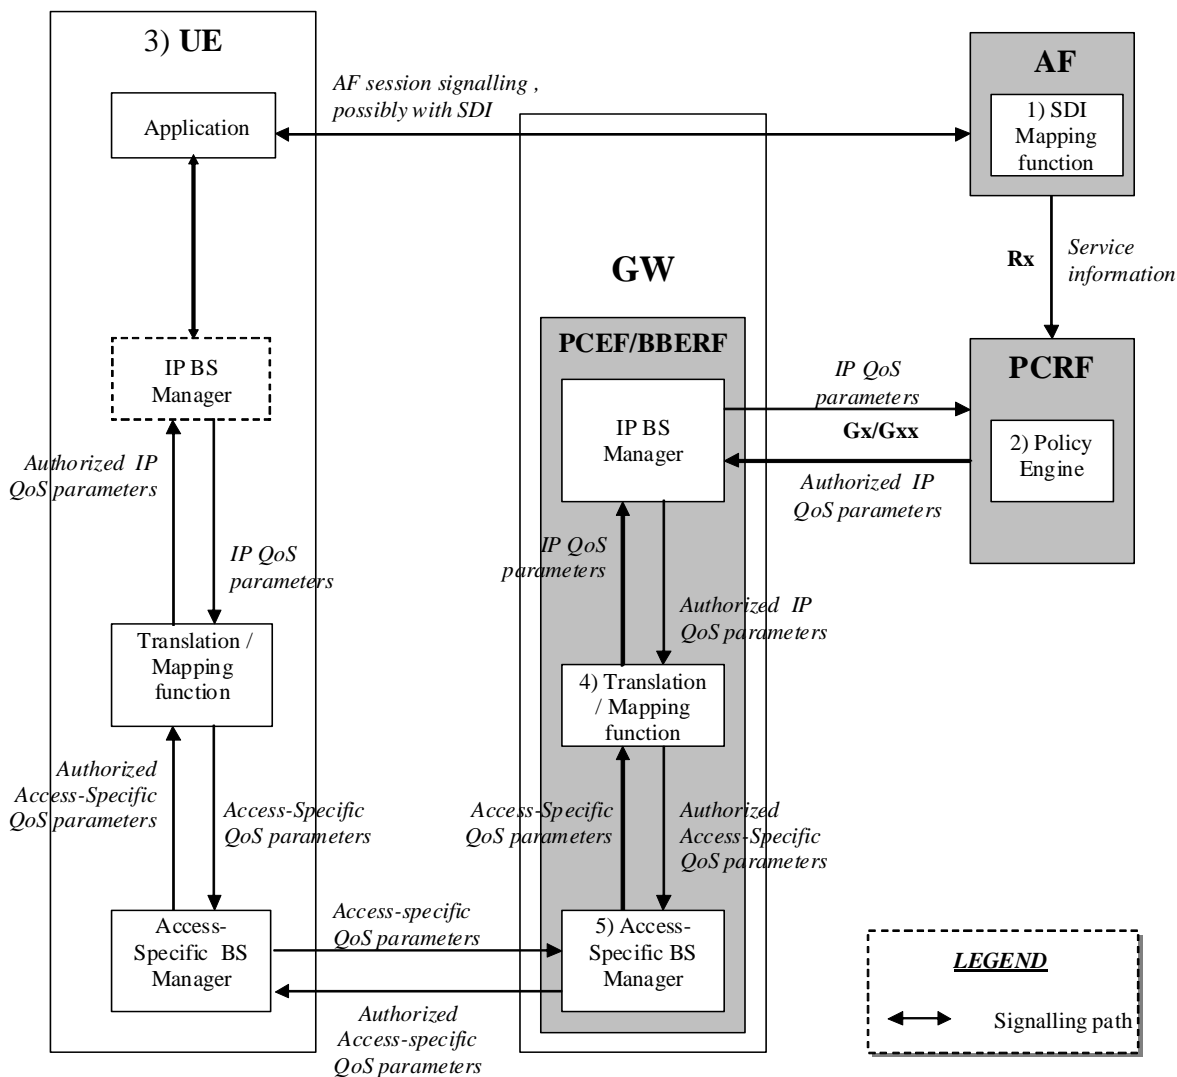 3) UE
Application
AF session signalling ,
possibly with SDI
AF
1) SDI
Mapping
function
Rx
Service
information
GW
PCEF/BBERF
PCRF
IP BS
Manager
IP BS
Manager
IP QoS
parameters
Gx/Gxx
2) Policy
Engine
Authorized IP
QoS parameters
Authorized IP
QoS parameters
IP QoS
parameters
IP QoS
parameters
Authorized IP
QoS parameters
Translation /
Mapping
function
4) Translation
/ Mapping
function
Authorized
Access-Specific
QoS parameters
Access-Specific
QoS parameters
Access-Specific
QoS parameters
Authorized
Access-Specific
QoS parameters
Access-
Specific BS
Manager
Access-specific
QoS parameters
5) Access-
Specific BS
Manager
Authorized
Access-specific
QoS parameters
LEGEND
Signalling path